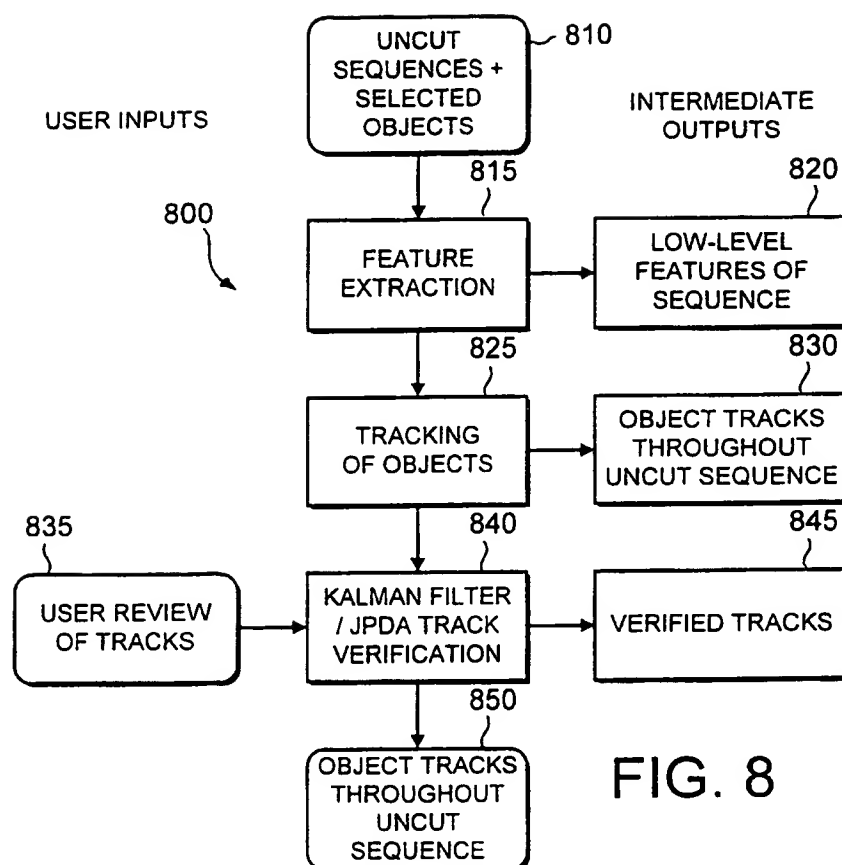 810
UNCUT
SEQUENCES +
SELECTED
OBJECTS
USER INPUTS
INTERMEDIATE
OUTPUTS
800
815
FEATURE
EXTRACTION
820
LOW-LEVEL
FEATURES OF
SEQUENCE
825
TRACKING
OF OBJECTS
830
OBJECT TRACKS
THROUGHOUT
UNCUT SEQUENCE
835
USER REVIEW
OF TRACKS
840
KALMAN FILTER
/ JPDA TRACK
VERIFICATION
845
VERIFIED TRACKS
850
OBJECT TRACKS
THROUGHOUT
UNCUT
SEQUENCE
FIG. 8